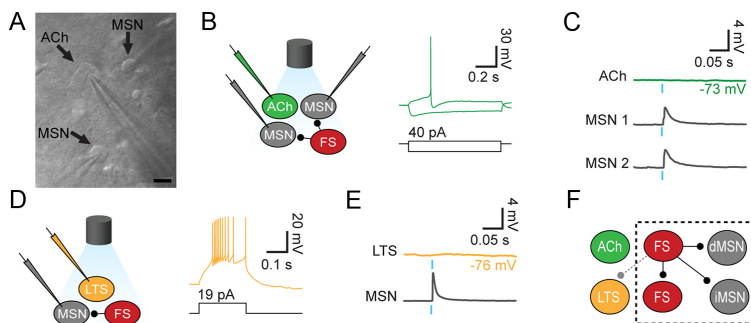 A
ACh
MSN
MSN
B
ACh
MSN
MSN
FS
30 mV
0.2 s
40 pA
C
4 mV
0.05 s
ACh
-73 mV
MSN 1
MSN 2
D
LTS
MSN
FS
20 mV
0.1 s
19 pA
E
4 mV
0.05 s
LTS
-76 mV
MSN
F
ACh
FS
dMSN
LTS
FS
iMSN